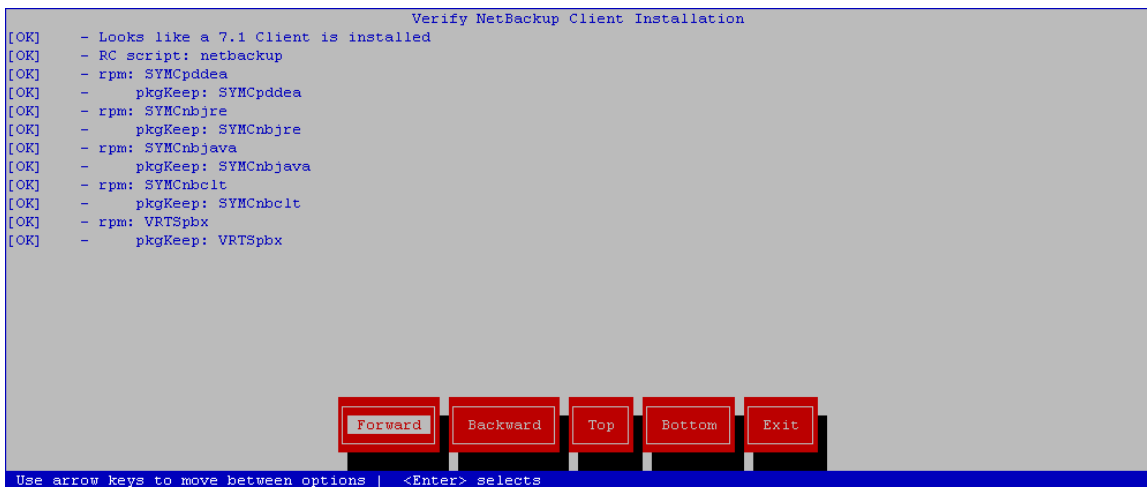 Verify NetBackup Client Installation
[OK] - Looks like a 7.1 Client is installed
[OK] - RC script: netbackup
[OK] - rpm: SYMCpddea
[OK] - pkgKeep: SYMCpddea
[OK] - rpm: SYMCnbjre
[OK] - pkgKeep: SYMCnbjre
[OK] - rpm: SYMCnbjava
[OK] - pkgKeep: SYMCnbjava
[OK] - rpm: SYMCnbclt
[OK] - pkgKeep: SYMCnbclt
[OK] - rpm: VRTSpbx
[OK] - pkgKeep: VRTSpbx
Forward Backward Top Bottom Exit
Use arrow keys to move between options | <Enter> selects